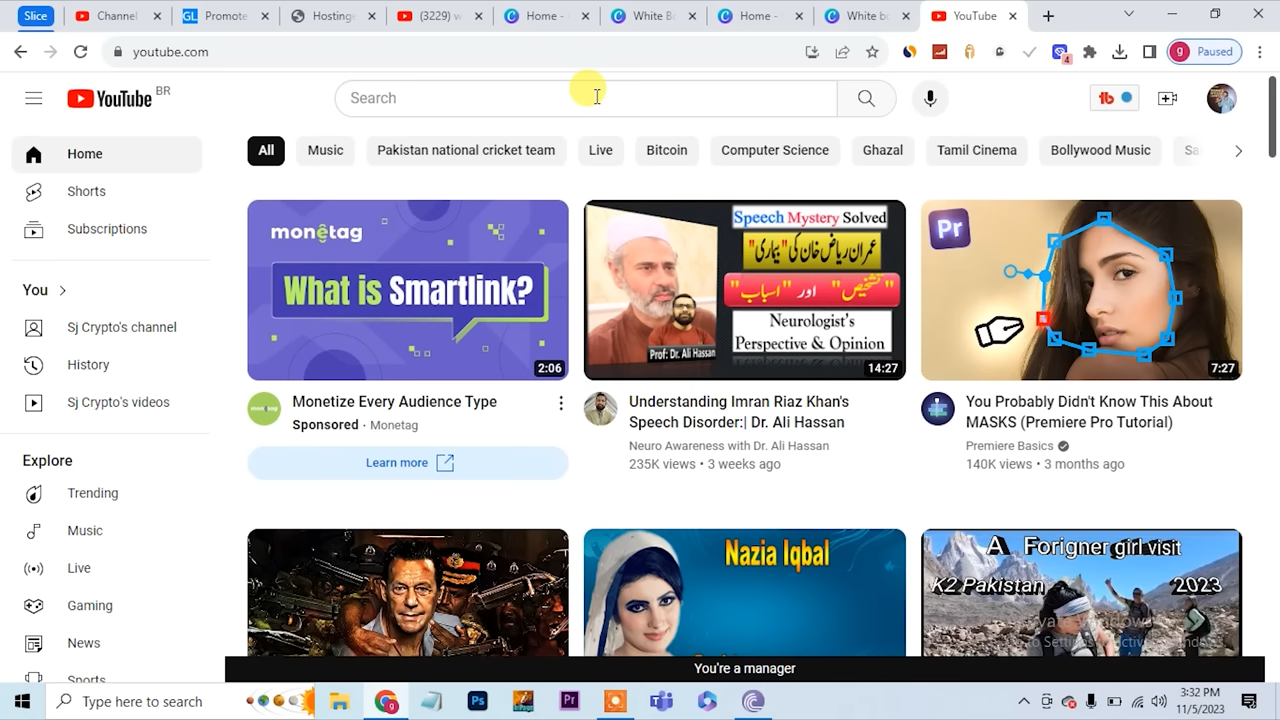 Slice
Channel
Promote
Hostinge
(3229) w
Home -
White Bo
Home -
White bo
YouTube
youtube.com
4
g
Paused
YouTube BR
Search
All
Music
Pakistan national cricket team
Live
Bitcoin
Computer Science
Ghazal
Tamil Cinema
Bollywood Music
Sa
Home
Shorts
Subscriptions
You
Sj Crypto's channel
History
Sj Crypto's videos
Explore
Trending
Music
Live
Gaming
News
Sports
monetag
What is Smartlink?
2:06
Monetize Every Audience Type
Sponsored · Monetag
Learn more
Speech Mystery Solved
عمران ریاض خان کی "بیماری"
"تشخیص" اور "اسباب"
Neurologist's
Perspective & Opinion
Prof: Dr. Ali Hassan
14:27
Understanding Imran Riaz Khan's
Speech Disorder:| Dr. Ali Hassan
Neuro Awareness with Dr. Ali Hassan
235K views • 3 weeks ago
Pr
7:27
You Probably Didn't Know This About
MASKS (Premiere Pro Tutorial)
Premiere Basics
140K views • 3 months ago
Nazia Iqbal
A Forigner girl visit
K2 Pakistan 2023
You're a manager
Type here to search
Ps
Pr
3:32 PM
11/5/2023